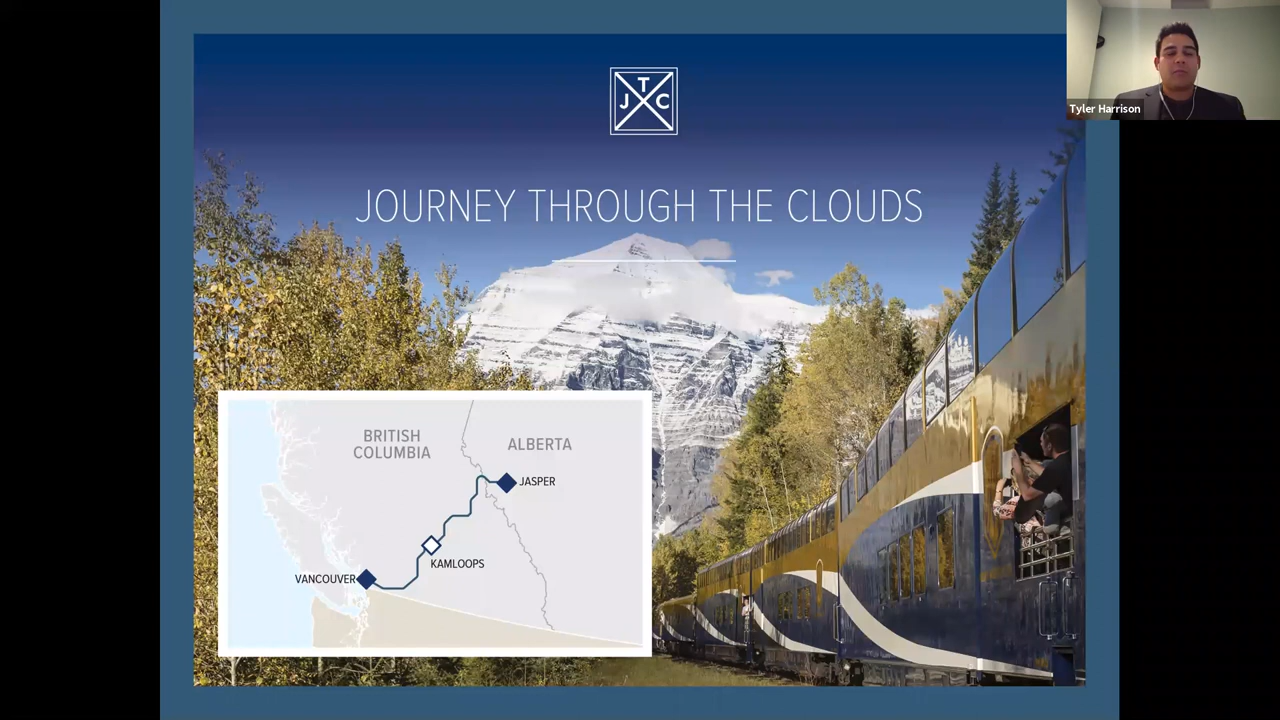 T
J C
Tyler Harrison
JOURNEY THROUGH THE CLOUDS
BRITISH
COLUMBIA
ALBERTA
JASPER
KAMLOOPS
VANCOUVER